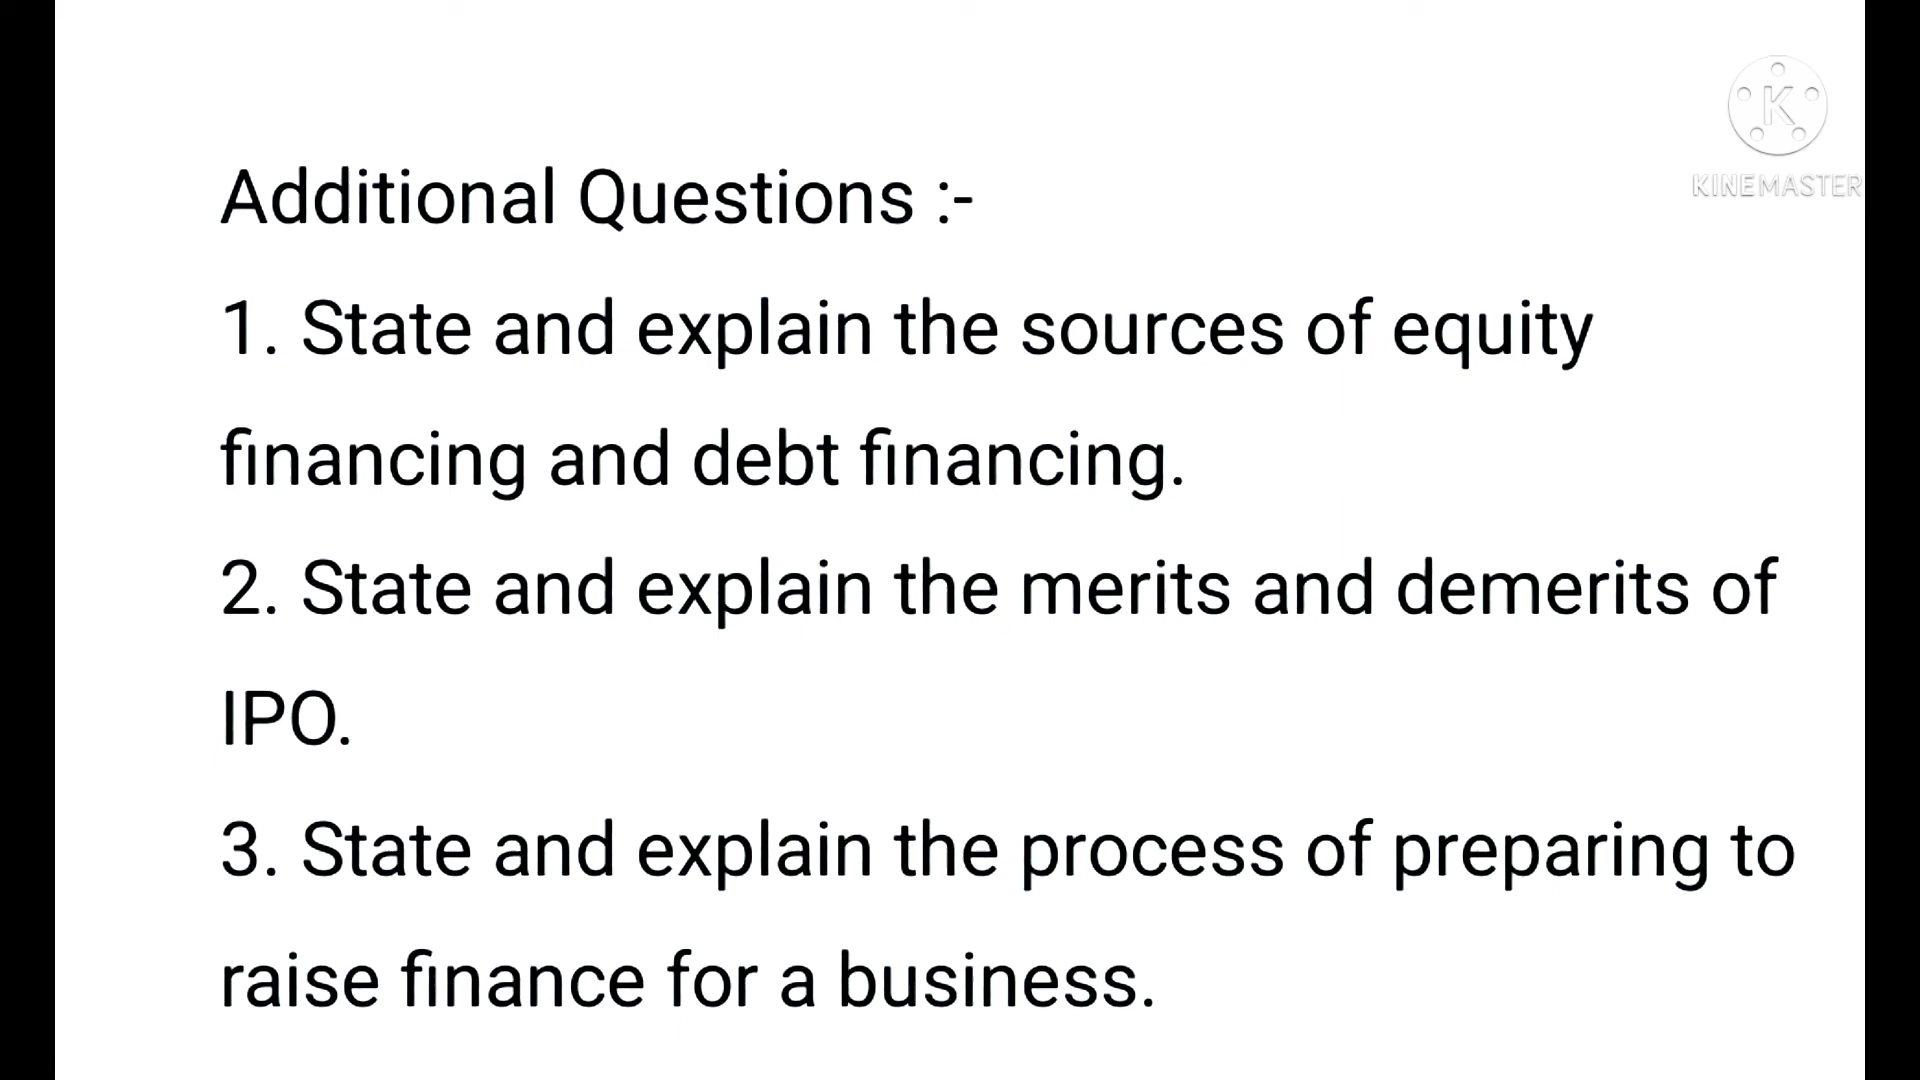 K
KINEMASTER
Additional Questions :-
1. State and explain the sources of equity
financing and debt financing.
2. State and explain the merits and demerits of
IPO.
3. State and explain the process of preparing to
raise finance for a business.